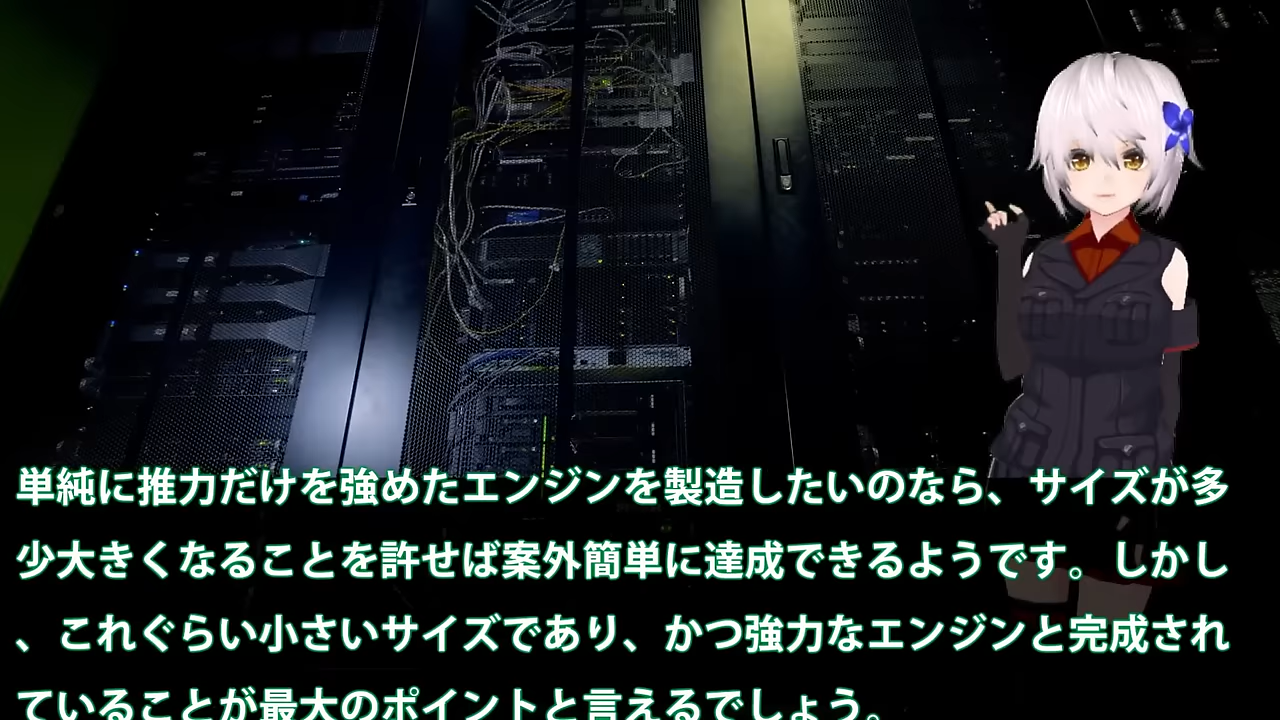 単純に推力だけを強めたエンジンを製造したいのなら、サイズが多
少大きくなることを許せば案外簡単に達成できるようです。しかし
、これぐらい小さいサイズであり、かつ強力なエンジンと完成され
ていることが最大のポイントと言えるでしょう。